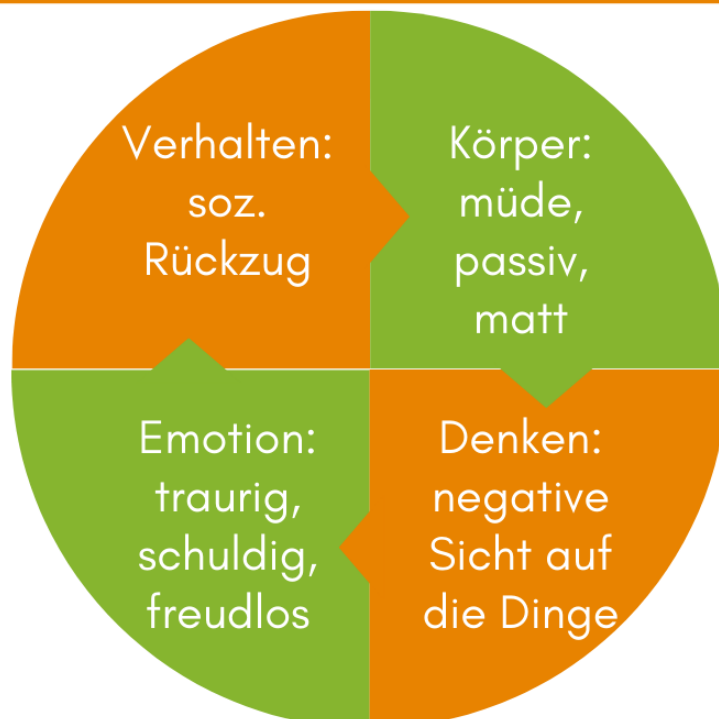 Verhalten:
soz.
Rückzug
Körper:
müde,
passiv,
matt
Emotion:
traurig,
schuldig,
freudlos
Denken:
negative
Sicht auf
die Dinge